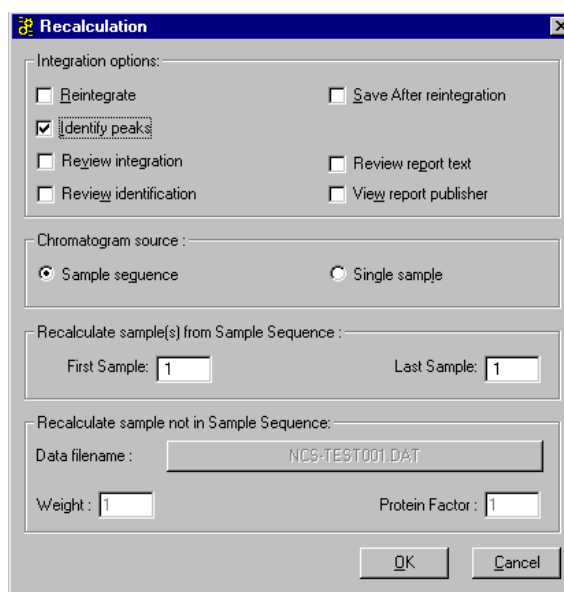 Recalculation
Integration options:
Reintegrate
Save After reintegration
Identify peaks
Review integration
Review report text
Review identification
View report publisher
Chromatogram source :
Sample sequence
Single sample
Recalculate sample(s) from Sample Sequence :
First Sample: 1
Last Sample: 1
Recalculate sample not in Sample Sequence:
Data filename :
NCS-TEST001.DAT
Weight : 1
Protein Factor : 1
OK
Cancel